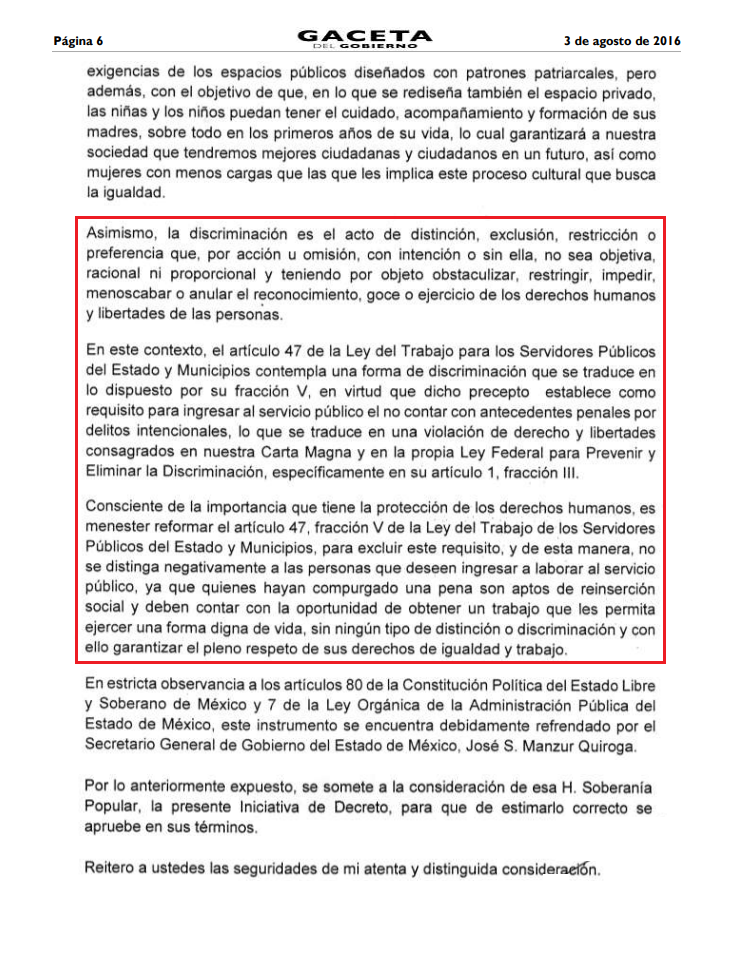 Página 6
GACETA
DEL GOBIERNO
3 de agosto de 2016
exigencias de los espacios públicos diseñados con patrones patriarcales, pero
además, con el objetivo de que, en lo que se rediseña también el espacio privado,
las niñas y los niños puedan tener el cuidado, acompañamiento y formación de sus
madres, sobre todo en los primeros años de su vida, lo cual garantizará a nuestra
sociedad que tendremos mejores ciudadanas y ciudadanos en un futuro, así como
mujeres con menos cargas que las que les implica este proceso cultural que busca
la igualdad.
Asimismo, la discriminación es el acto de distinción, exclusión, restricción o
preferencia que, por acción u omisión, con intención o sin ella, no sea objetiva,
racional ni proporcional y teniendo por objeto obstaculizar, restringir, impedir,
menoscabar o anular el reconocimiento, goce o ejercicio de los derechos humanos
y libertades de las personas.
En este contexto, el artículo 47 de la Ley del Trabajo para los Servidores Públicos
del Estado y Municipios contempla una forma de discriminación que se traduce en
lo dispuesto por su fracción V, en virtud que dicho precepto establece como
requisito para ingresar al servicio público el no contar con antecedentes penales por
delitos intencionales, lo que se traduce en una violación de derecho y libertades
consagrados en nuestra Carta Magna y en la propia Ley Federal para Prevenir y
Eliminar la Discriminación, específicamente en su artículo 1, fracción III.
Consciente de la importancia que tiene la protección de los derechos humanos, es
menester reformar el artículo 47, fracción V de la Ley del Trabajo de los Servidores
Públicos del Estado y Municipios, para excluir este requisito, y de esta manera, no
se distinga negativamente a las personas que deseen ingresar a laborar al servicio
público, ya que quienes hayan compurgado una pena son aptos de reinserción
social y deben contar con la oportunidad de obtener un trabajo que les permita
ejercer una forma digna de vida, sin ningún tipo de distinción o discriminación y con
ello garantizar el pleno respeto de sus derechos de igualdad y trabajo.
En estricta observancia a los artículos 80 de la Constitución Política del Estado Libre
y Soberano de México y 7 de la Ley Orgánica de la Administración Pública del
Estado de México, este instrumento se encuentra debidamente refrendado por el
Secretario General de Gobierno del Estado de México, José S. Manzur Quiroga.
Por lo anteriormente expuesto, se somete a la consideración de esa H. Soberanía
Popular, la presente Iniciativa de Decreto, para que de estimarlo correcto se
apruebe en sus términos.
Reitero a ustedes las seguridades de mi atenta y distinguida consideración.